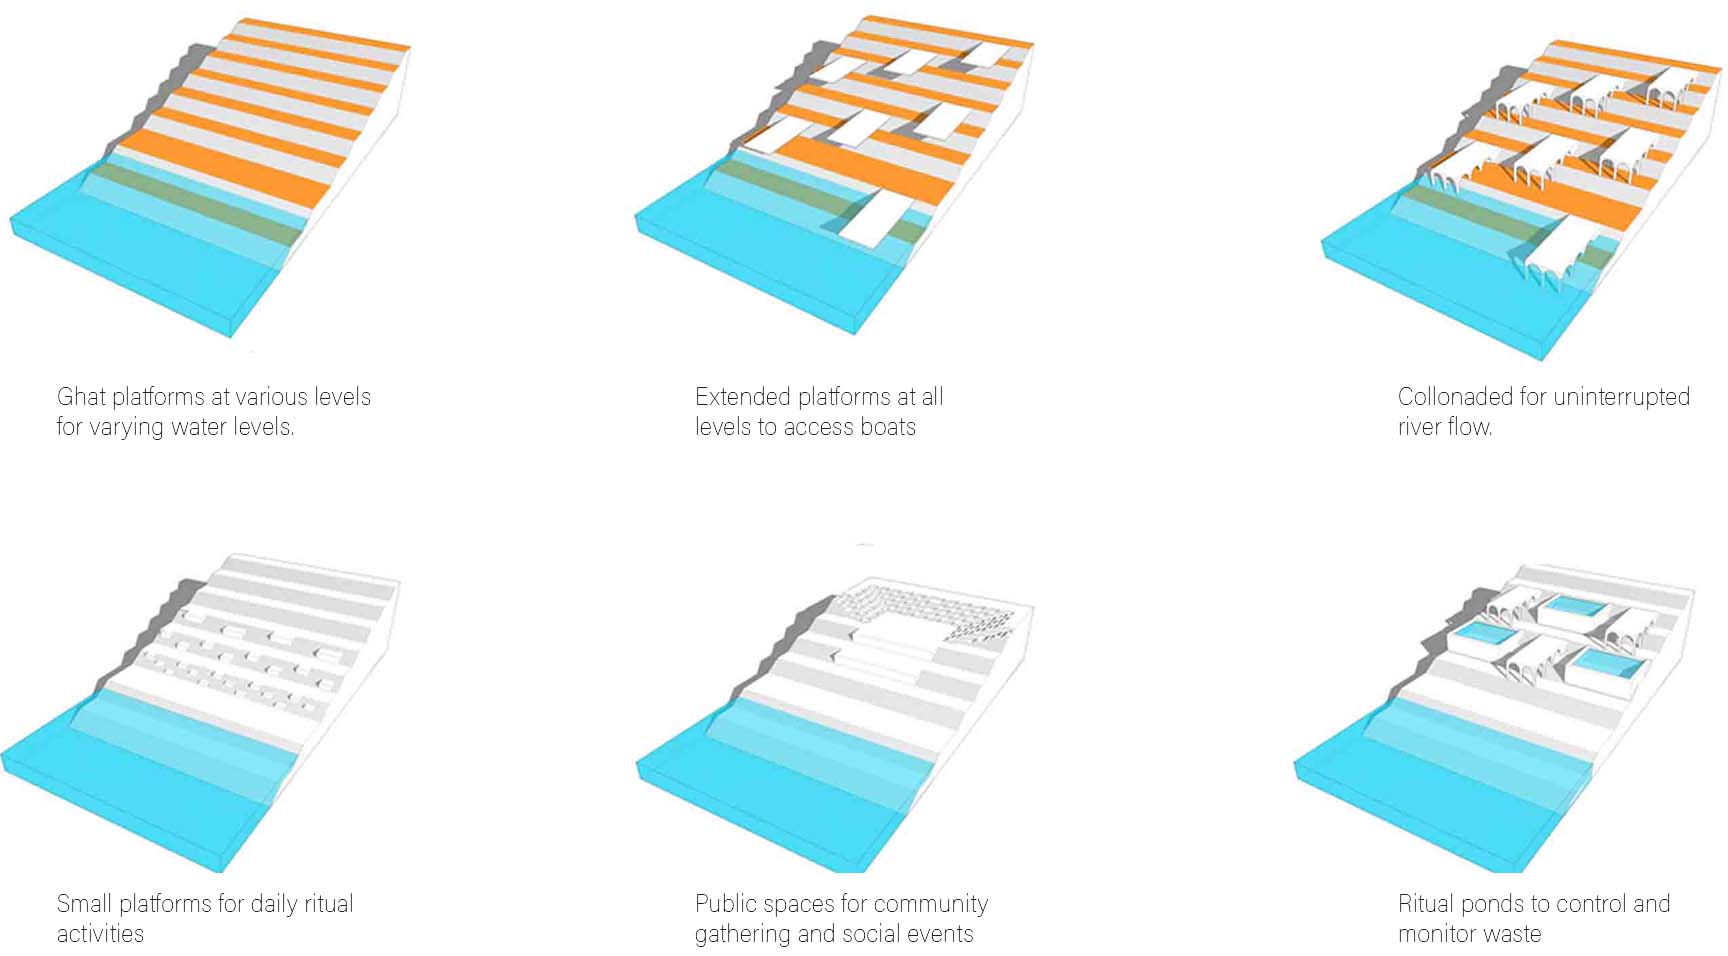 Ghat platforms at various levels
for varying water levels.
Extended platforms at all
levels to access boats
Collonaded for uninterrupted
river flow.
Small platforms for daily ritual
activities
Public spaces for community
gathering and social events
Ritual ponds to control and
monitor waste